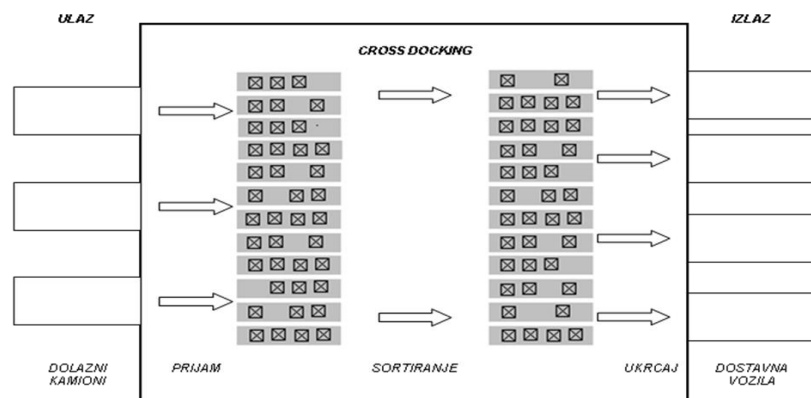 ULAZ
IZLAZ
CROSS DOCKING
DOLAZNI
KAMIONI
PRIJAM
SORTIRANJE
UKRCAJ
DOSTAVNA
VOZILA